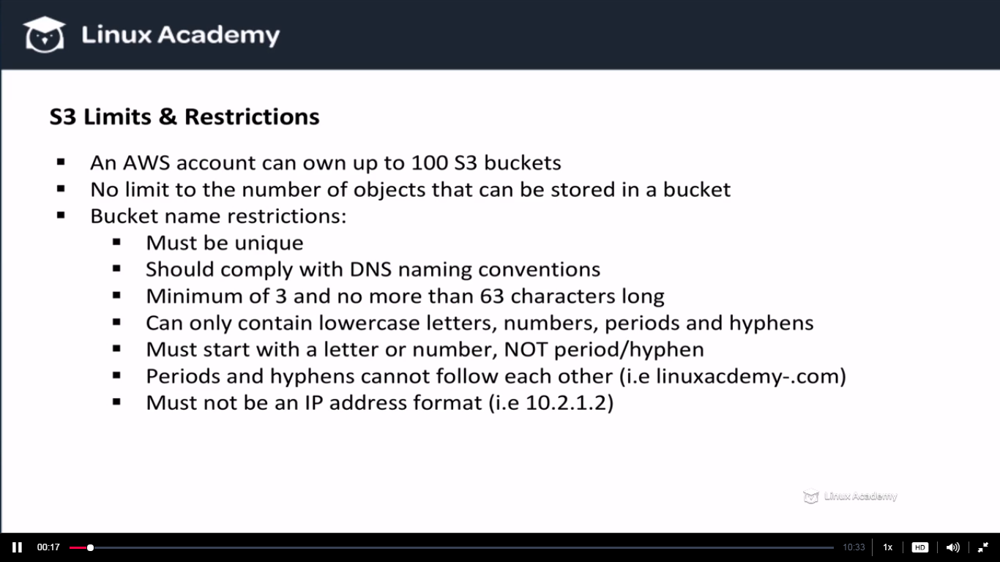 Linux Academy
S3 Limits & Restrictions
▪ An AWS account can own up to 100 S3 buckets
▪ No limit to the number of objects that can be stored in a bucket
▪ Bucket name restrictions:
▪ Must be unique
▪ Should comply with DNS naming conventions
▪ Minimum of 3 and no more than 63 characters long
▪ Can only contain lowercase letters, numbers, periods and hyphens
▪ Must start with a letter or number, NOT period/hyphen
▪ Periods and hyphens cannot follow each other (i.e linuxacdemy-.com)
▪ Must not be an IP address format (i.e 10.2.1.2)
Linux Academy
00:17 10:33 1x HD